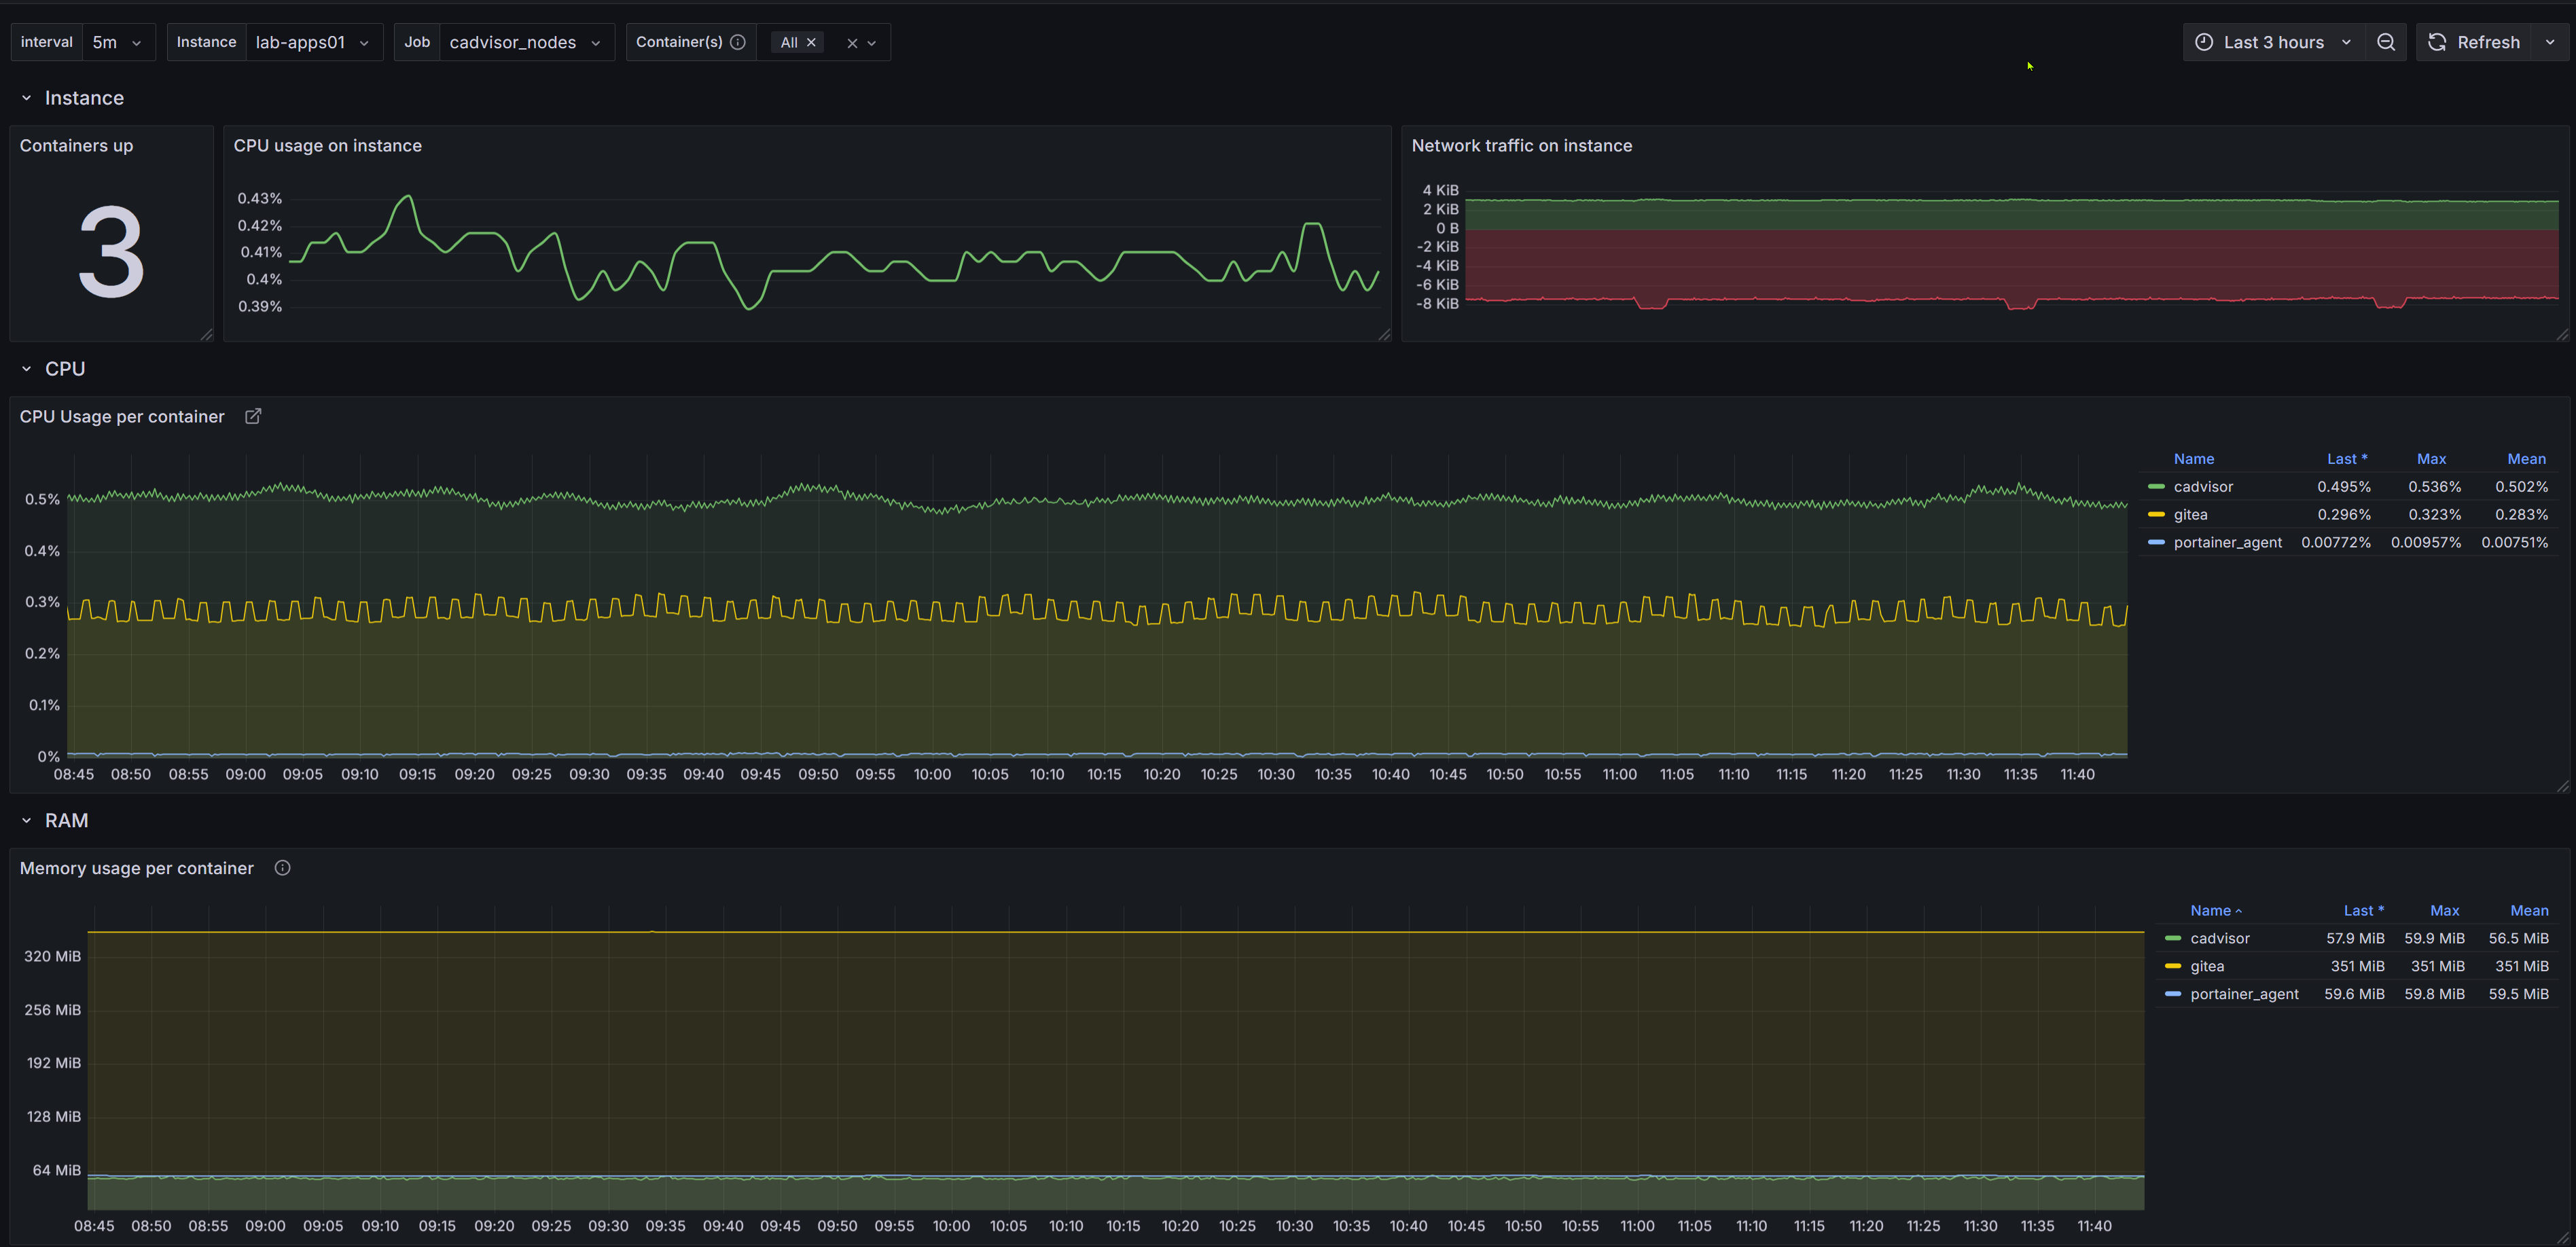 interval 5m Instance lab-apps01 Job cadvisor_nodes Container(s) All Last 3 hours Refresh
Instance
Containers up
3
CPU usage on instance
0.43%
0.42%
0.41%
0.4%
0.39%
Network traffic on instance
4 KiB
2 KiB
0 B
-2 KiB
-4 KiB
-6 KiB
-8 KiB
CPU
CPU Usage per container
0.5%
0.4%
0.3%
0.2%
0.1%
0%
08:45 08:50 08:55 09:00 09:05 09:10 09:15 09:20 09:25 09:30 09:35 09:40 09:45 09:50 09:55 10:00 10:05 10:10 10:15 10:20 10:25 10:30 10:35 10:40 10:45 10:50 10:55 11:00 11:05 11:10 11:15 11:20 11:25 11:30 11:35 11:40
Name Last * Max Mean
cadvisor 0.495% 0.536% 0.502%
gitea 0.296% 0.323% 0.283%
portainer_agent 0.00772% 0.00957% 0.00751%
RAM
Memory usage per container
320 MiB
256 MiB
192 MiB
128 MiB
64 MiB
08:45 08:50 08:55 09:00 09:05 09:10 09:15 09:20 09:25 09:30 09:35 09:40 09:45 09:50 09:55 10:00 10:05 10:10 10:15 10:20 10:25 10:30 10:35 10:40 10:45 10:50 10:55 11:00 11:05 11:10 11:15 11:20 11:25 11:30 11:35 11:40
Name Last * Max Mean
cadvisor 57.9 MiB 59.9 MiB 56.5 MiB
gitea 351 MiB 351 MiB 351 MiB
portainer_agent 59.6 MiB 59.8 MiB 59.5 MiB